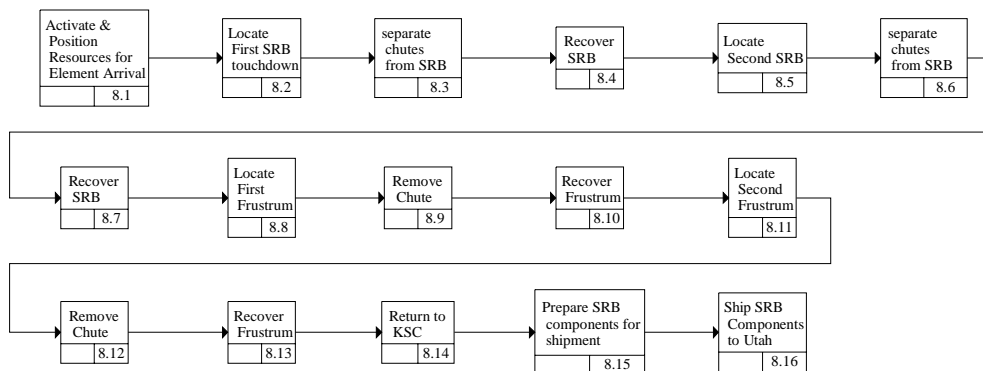 Activate &
Position
Resources for
Element Arrival
8.1
Locate
First SRB
touchdown
8.2
separate
chutes
from SRB
8.3
Recover
SRB
8.4
Locate
Second SRB
8.5
separate
chutes
from SRB
8.6
Recover
SRB
8.7
Locate
First
Frustrum
8.8
Remove
Chute
8.9
Recover
Frustrum
8.10
Locate
Second
Frustrum
8.11
Remove
Chute
8.12
Recover
Frustrum
8.13
Return to
KSC
8.14
Prepare SRB
components for
shipment
8.15
Ship SRB
Components
to Utah
8.16